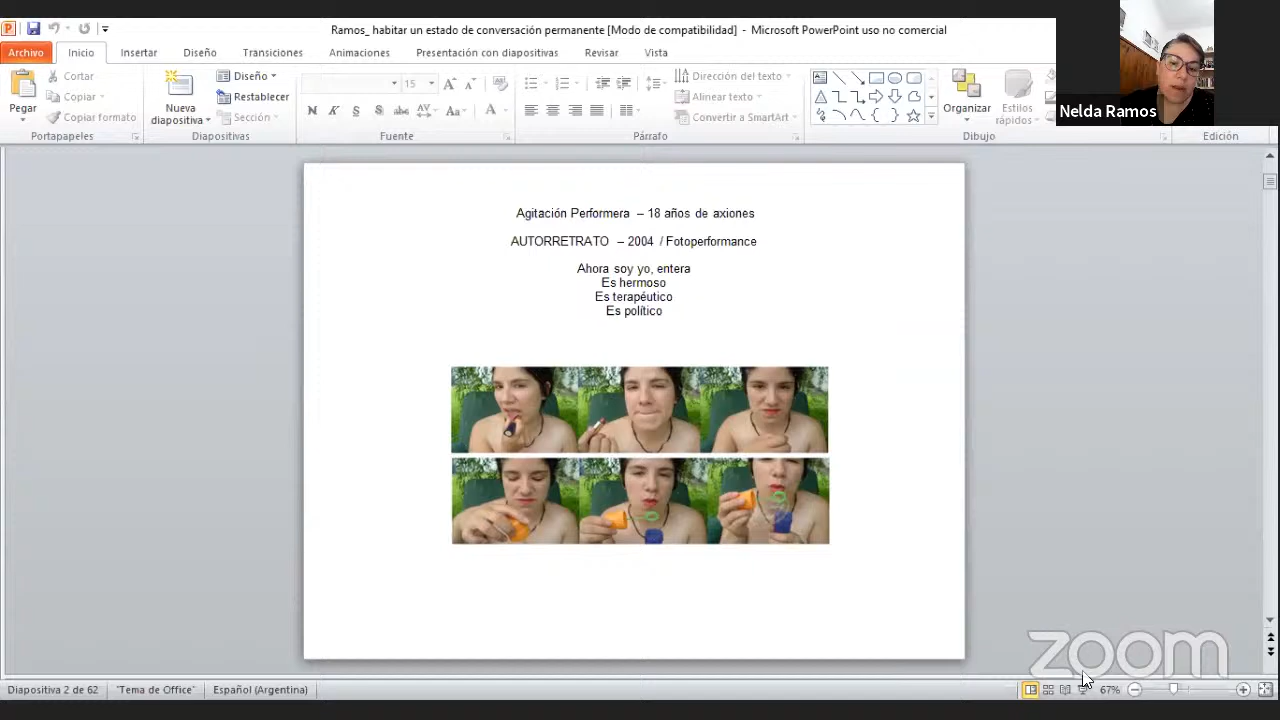 Ramos_ habitar un estado de conversación permanente [Modo de compatibilidad] - Microsoft PowerPoint uso no comercial
Archivo Inicio Insertar Diseño Transiciones Animaciones Presentación con diapositivas Revisar Vista
Pegar
Cortar
Copiar
Copiar formato
Portapapeles
Nueva
diapositiva
Diseño
Restablecer
Sección
Diapositivas
15
N K S S abc AV Aa A
Fuente
Párrafo
Dirección del texto
Alinear texto
Convertir a SmartArt
Organizar
Estilos
rápidos
Dibujo
Edición
Nelda Ramos
Agitación Performera – 18 años de axiones
AUTORRETRATO – 2004 / Fotoperformance
Ahora soy yo, entera
Es hermoso
Es terapéutico
Es político
zoom
Diapositiva 2 de 62 "Tema de Office" Español (Argentina) 67%